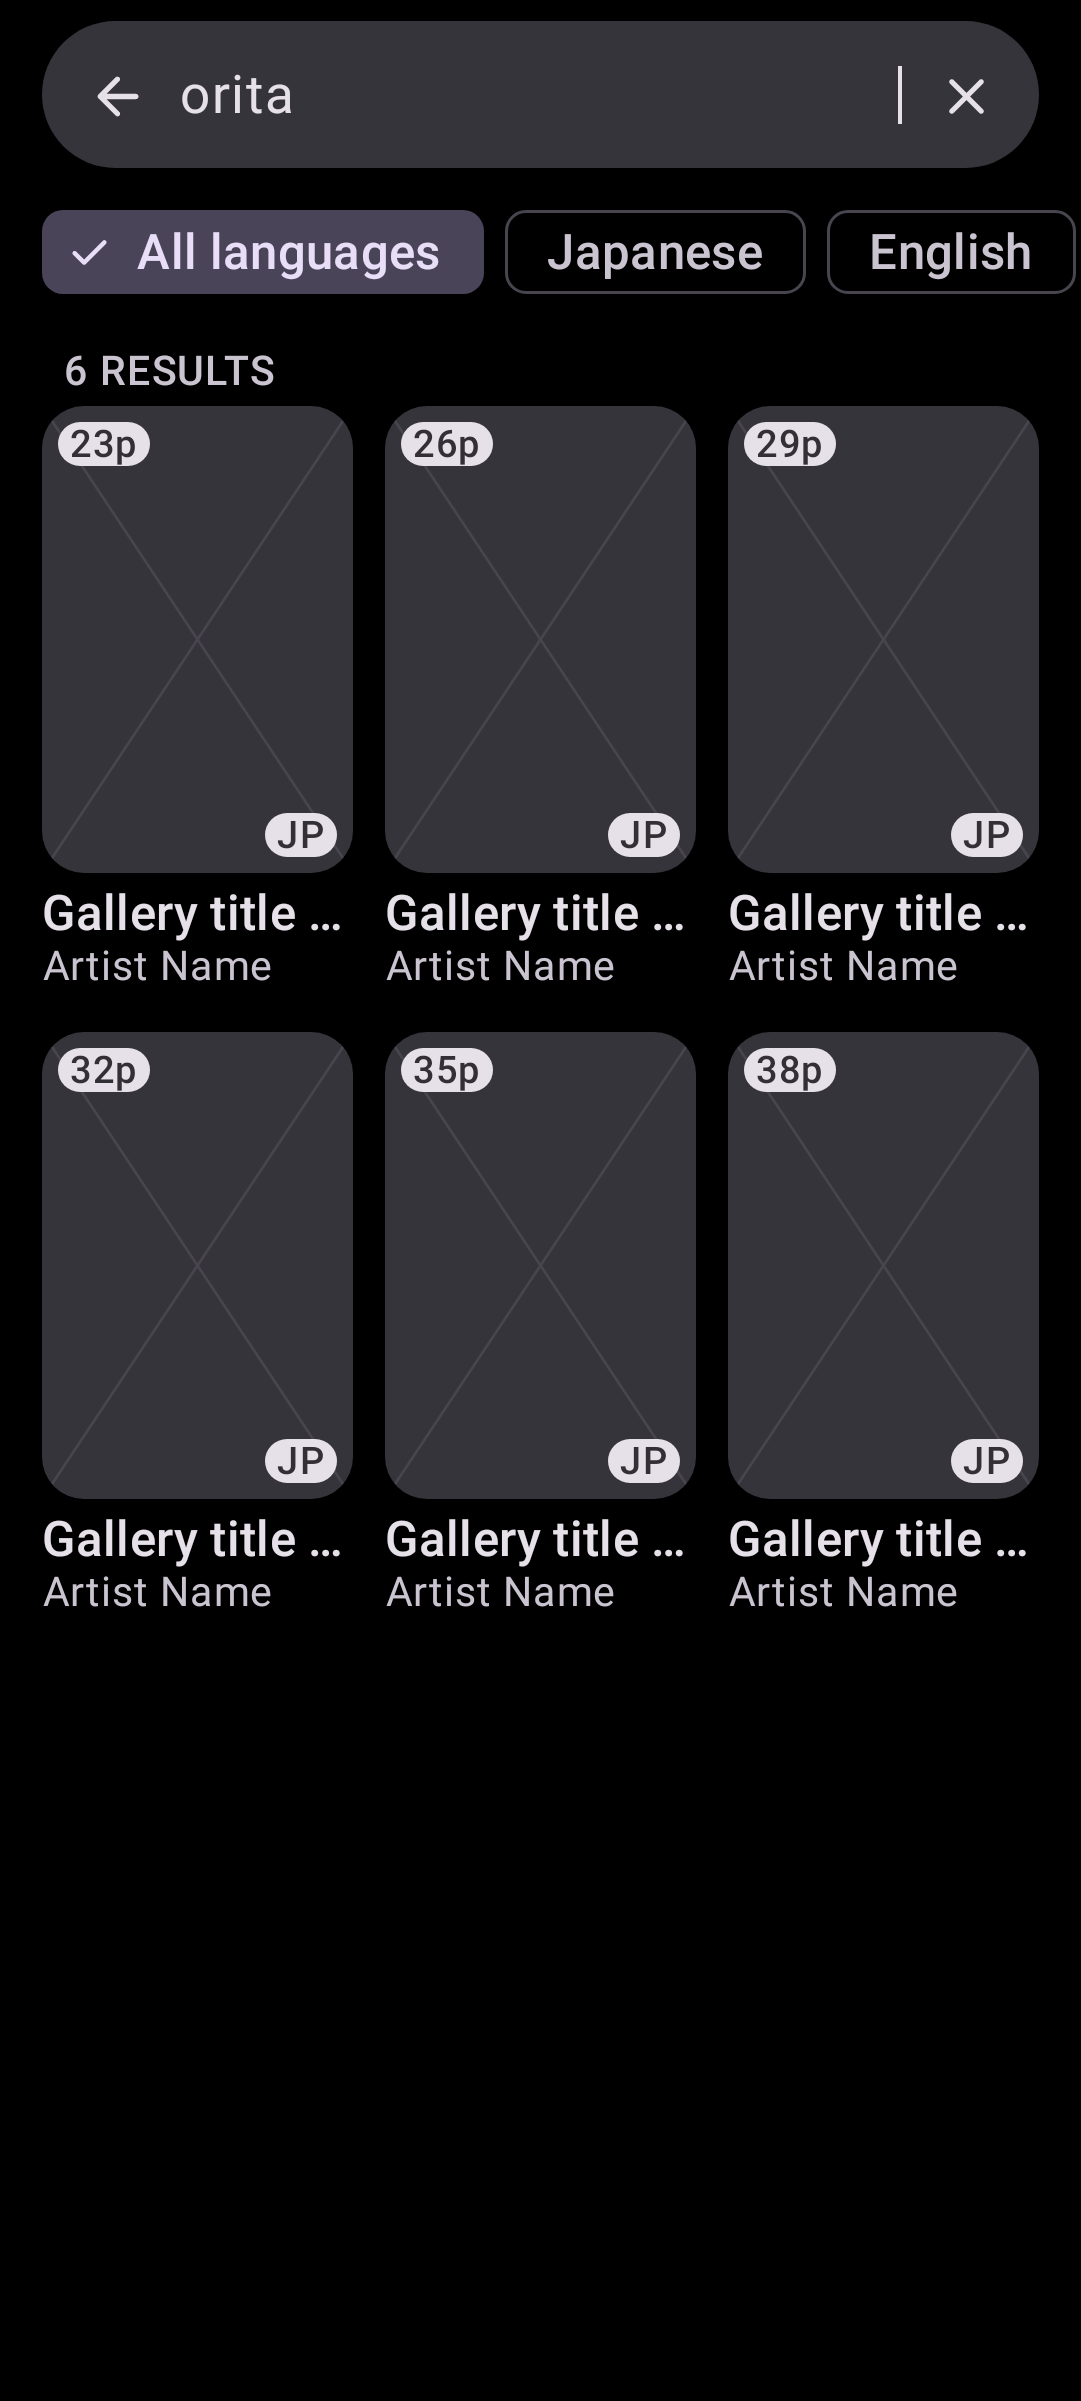 orita
All languages
Japanese
English
6 RESULTS
23p
26p
29p
JP
JP
JP
Gallery title …
Gallery title …
Gallery title …
Artist Name
Artist Name
Artist Name
32p
35p
38p
JP
JP
JP
Gallery title …
Gallery title …
Gallery title …
Artist Name
Artist Name
Artist Name